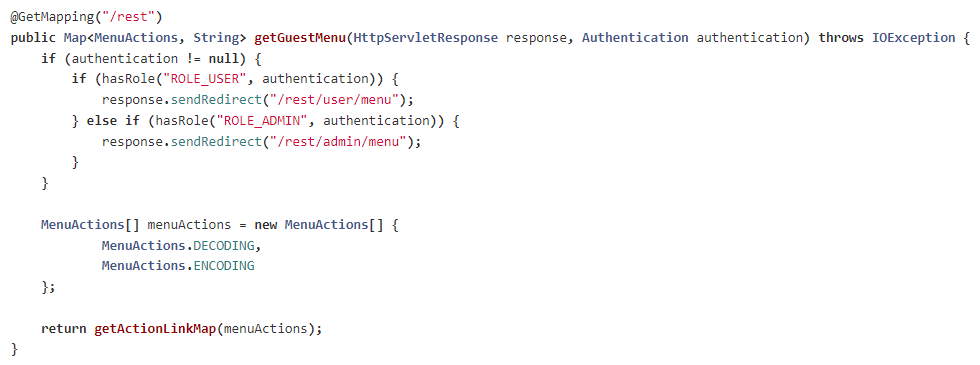 @GetMapping("/rest")
public Map<MenuActions, String> getGuestMenu(HttpServletResponse response, Authentication authentication) throws IOException {
    if (authentication != null) {
        if (hasRole("ROLE_USER", authentication)) {
            response.sendRedirect("/rest/user/menu");
        } else if (hasRole("ROLE_ADMIN", authentication)) {
            response.sendRedirect("/rest/admin/menu");
        }
    }

    MenuActions[] menuActions = new MenuActions[] {
            MenuActions.DECODING,
            MenuActions.ENCODING
    };

    return getActionLinkMap(menuActions);
}